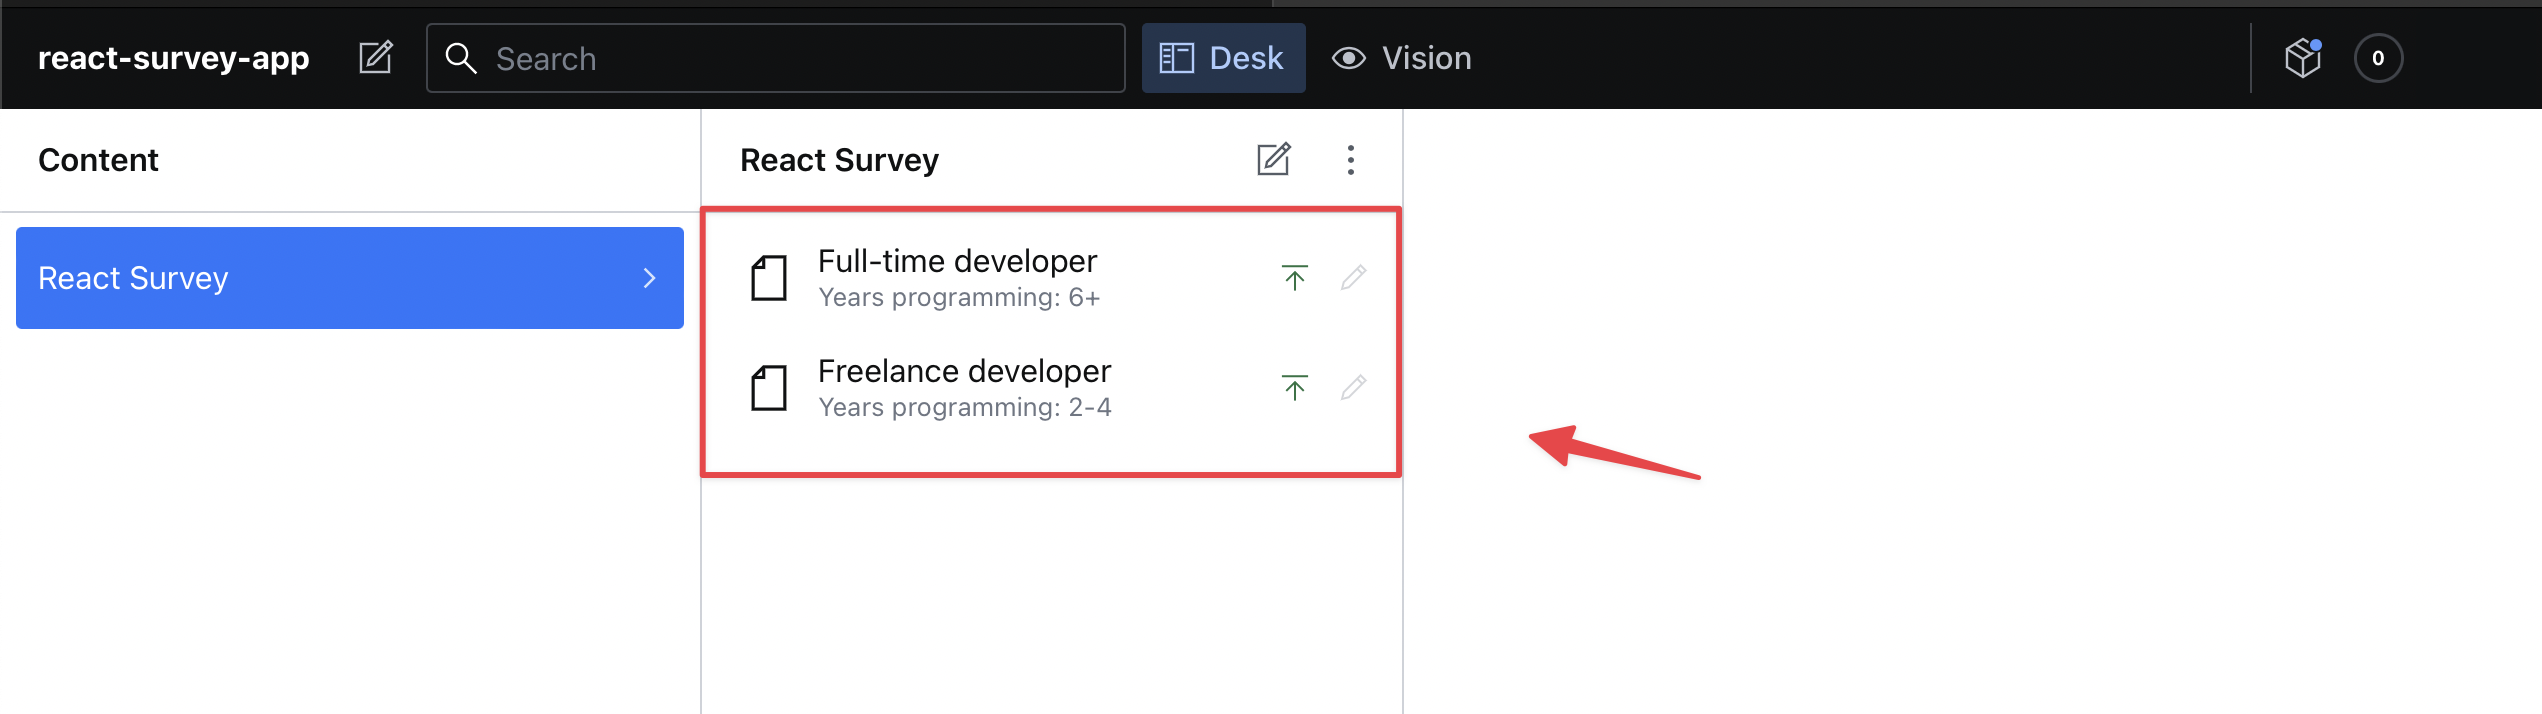 react-survey-app
Search
Desk
Vision
0
Content
React Survey
React Survey
Full-time developer
Years programming: 6+
Freelance developer
Years programming: 2-4